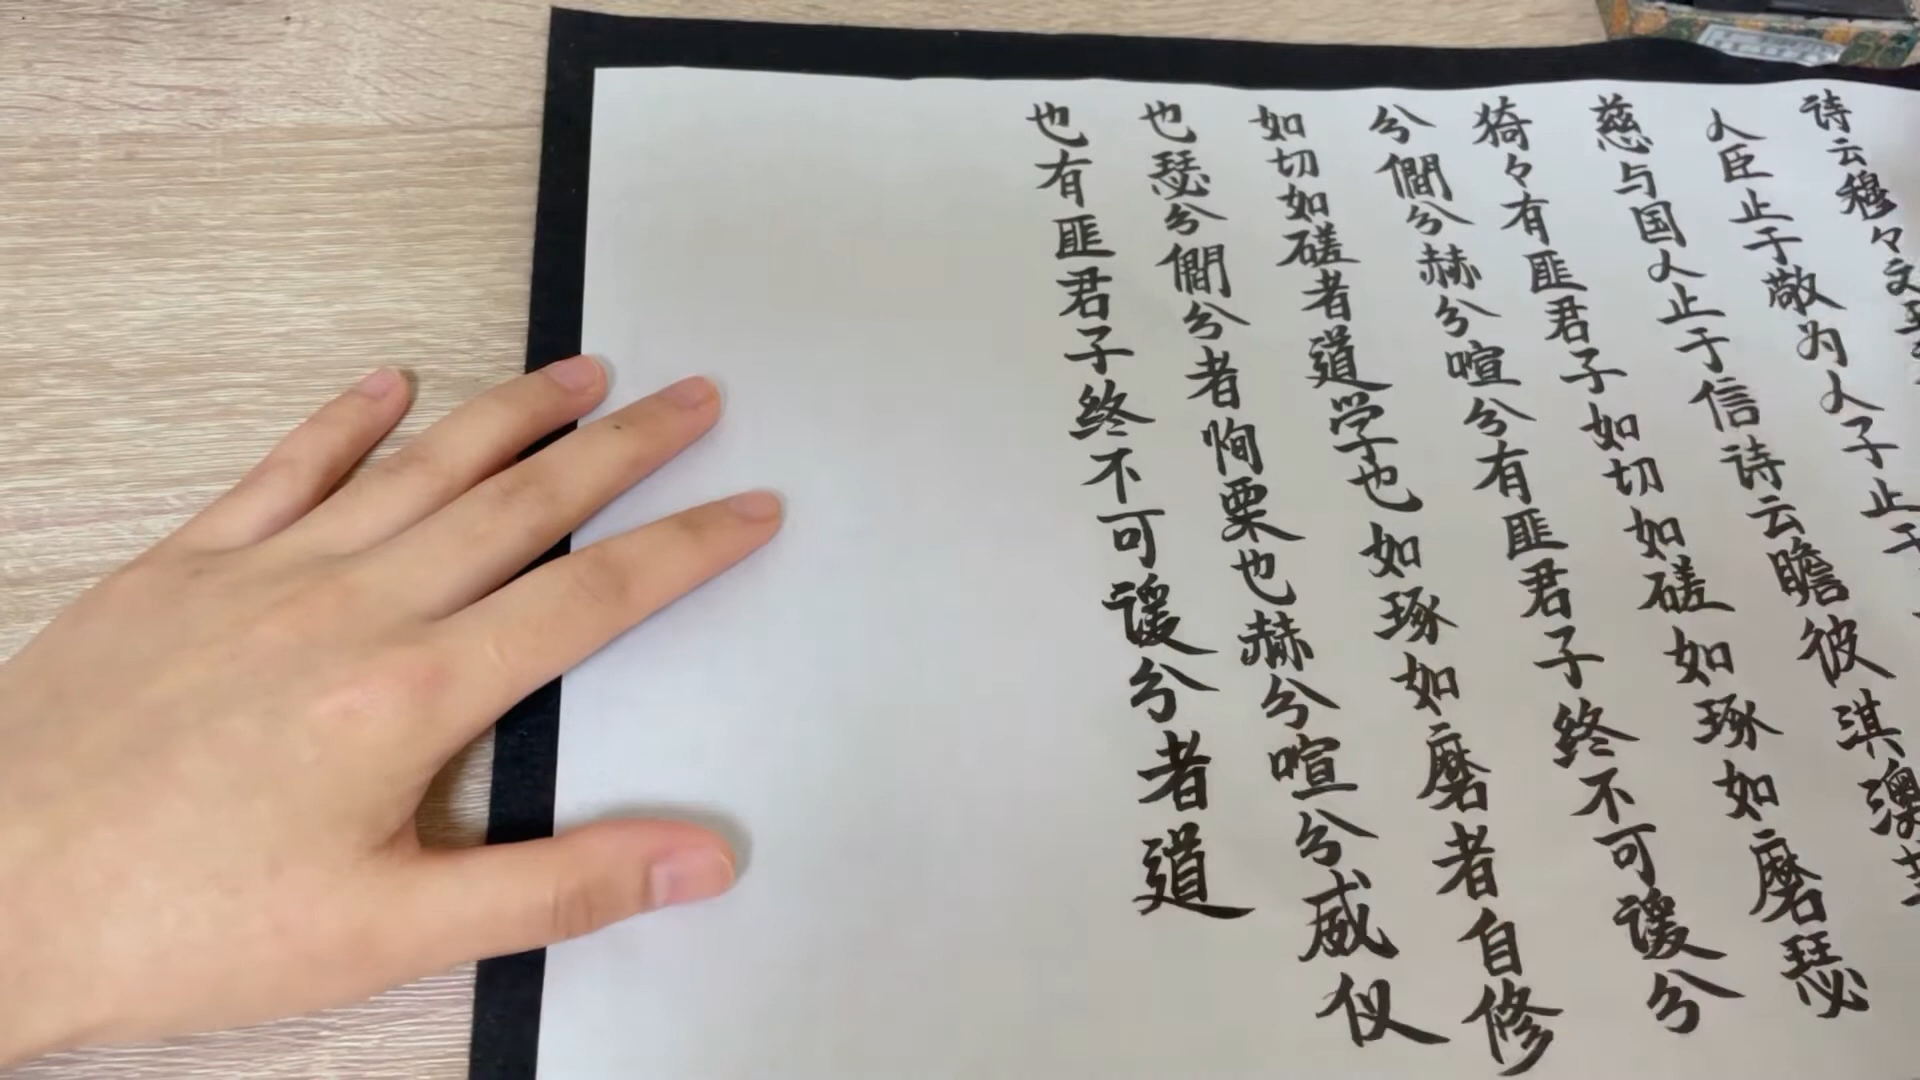 诗云穆々文王
人臣止于敬为人子止于
慈与国人止于信诗云瞻彼淇澳
猗々有匪君子如切如磋如琢如磨瑟
兮僩兮赫兮喧兮有匪君子终不可谖兮
如切如磋者道学也如琢如磨者自修
也瑟兮僩兮者恂栗也赫兮喧兮威仪
也有匪君子终不可谖兮者道